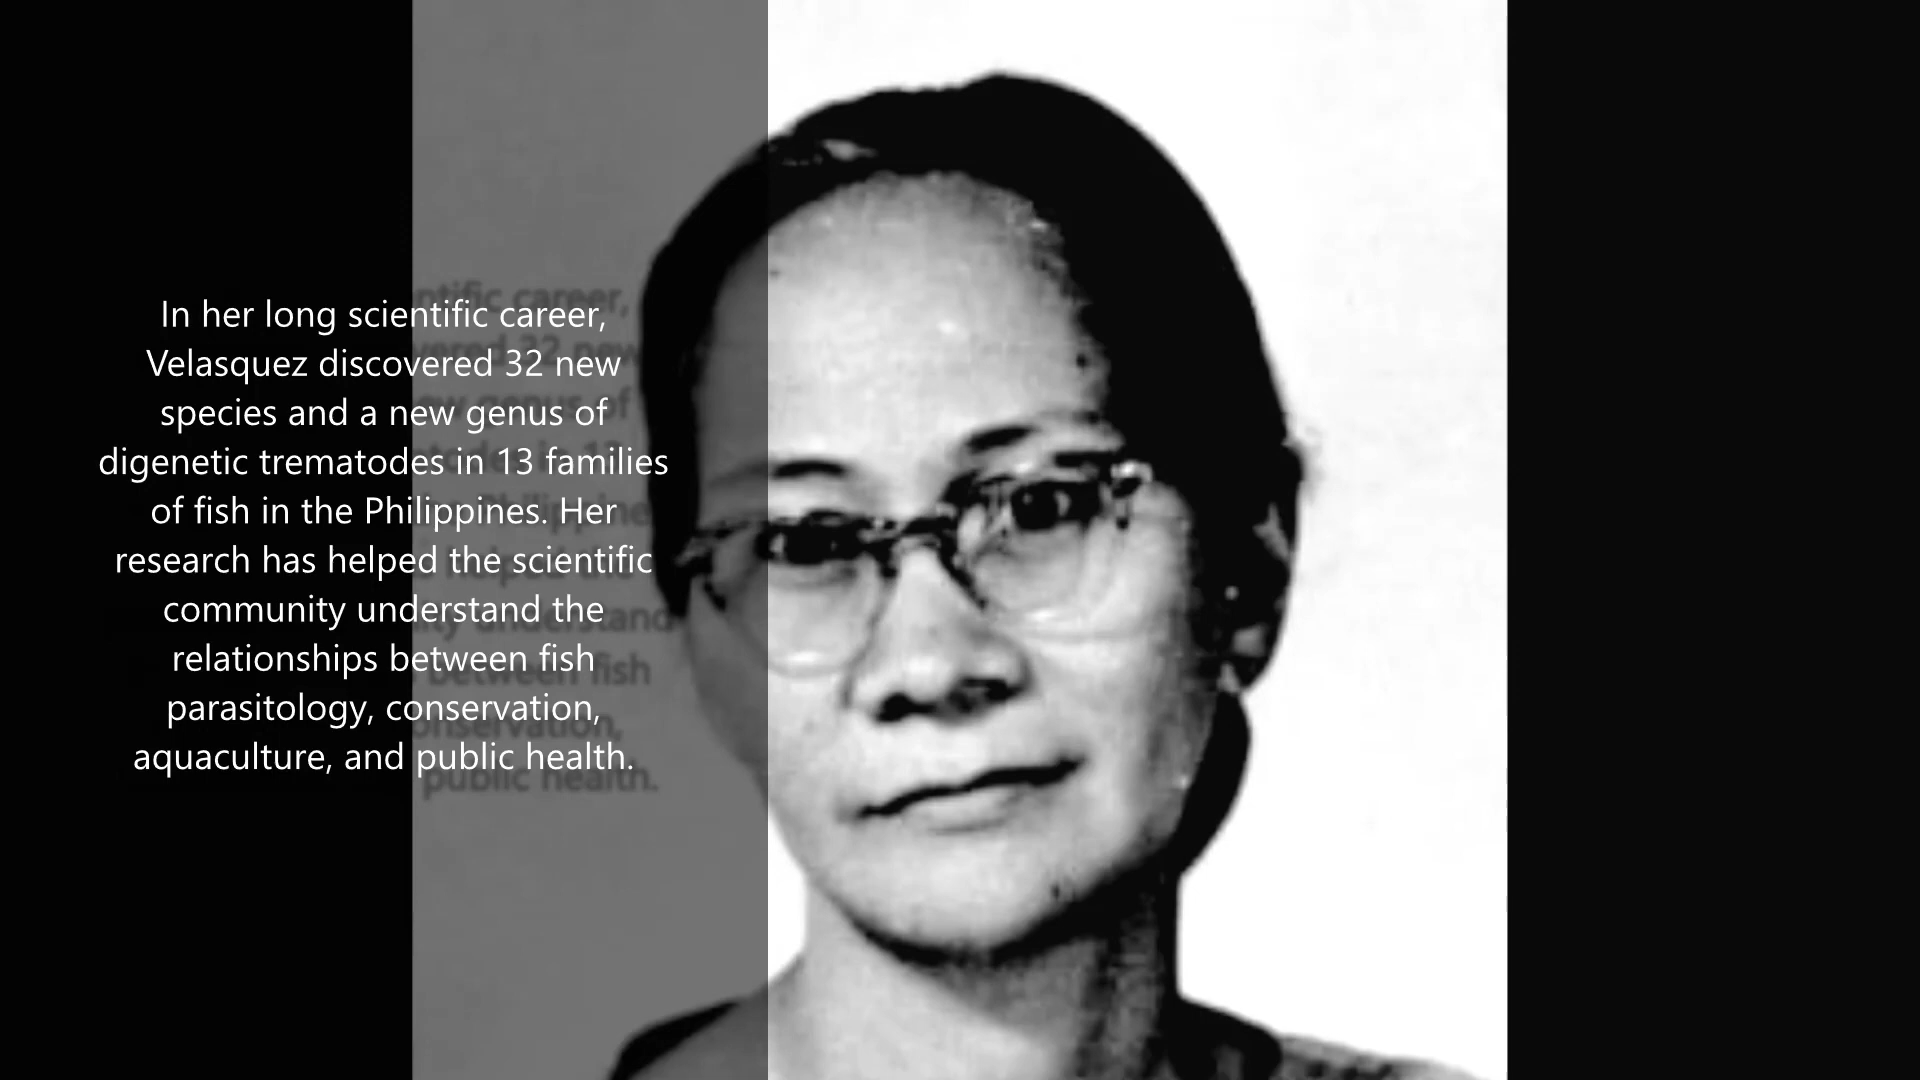 In her long scientific career,
Velasquez discovered 32 new
species and a new genus of
digenetic trematodes in 13 families
of fish in the Philippines. Her
research has helped the scientific
community understand the
relationships between fish
parasitology, conservation,
aquaculture, and public health.